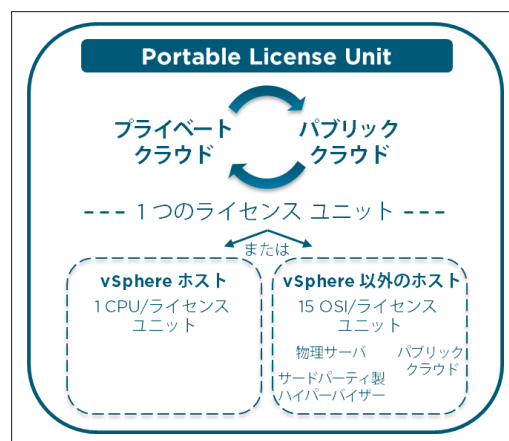 Portable License Unit
プライベート
クラウド
パブリック
クラウド
--- 1 つのライセンス ユニット ---
または
vSphere ホスト
1 CPU/ライセンス
ユニット
vSphere 以外のホスト
15 OSI/ライセンス
ユニット
物理サーバ
パブリック
クラウド
サードパーティ製
ハイパーバイザー